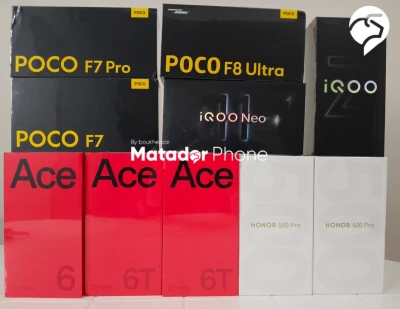 POCO
POCO
POCO F7 Pro
POCO F8 Ultra
iQOO
POCO F7
iQOO Neo
By boukheizar
Matador Phone
Ace
Ace
Ace
HONOR 500 Pro
HONOR 500 Pro
6
6T
6T